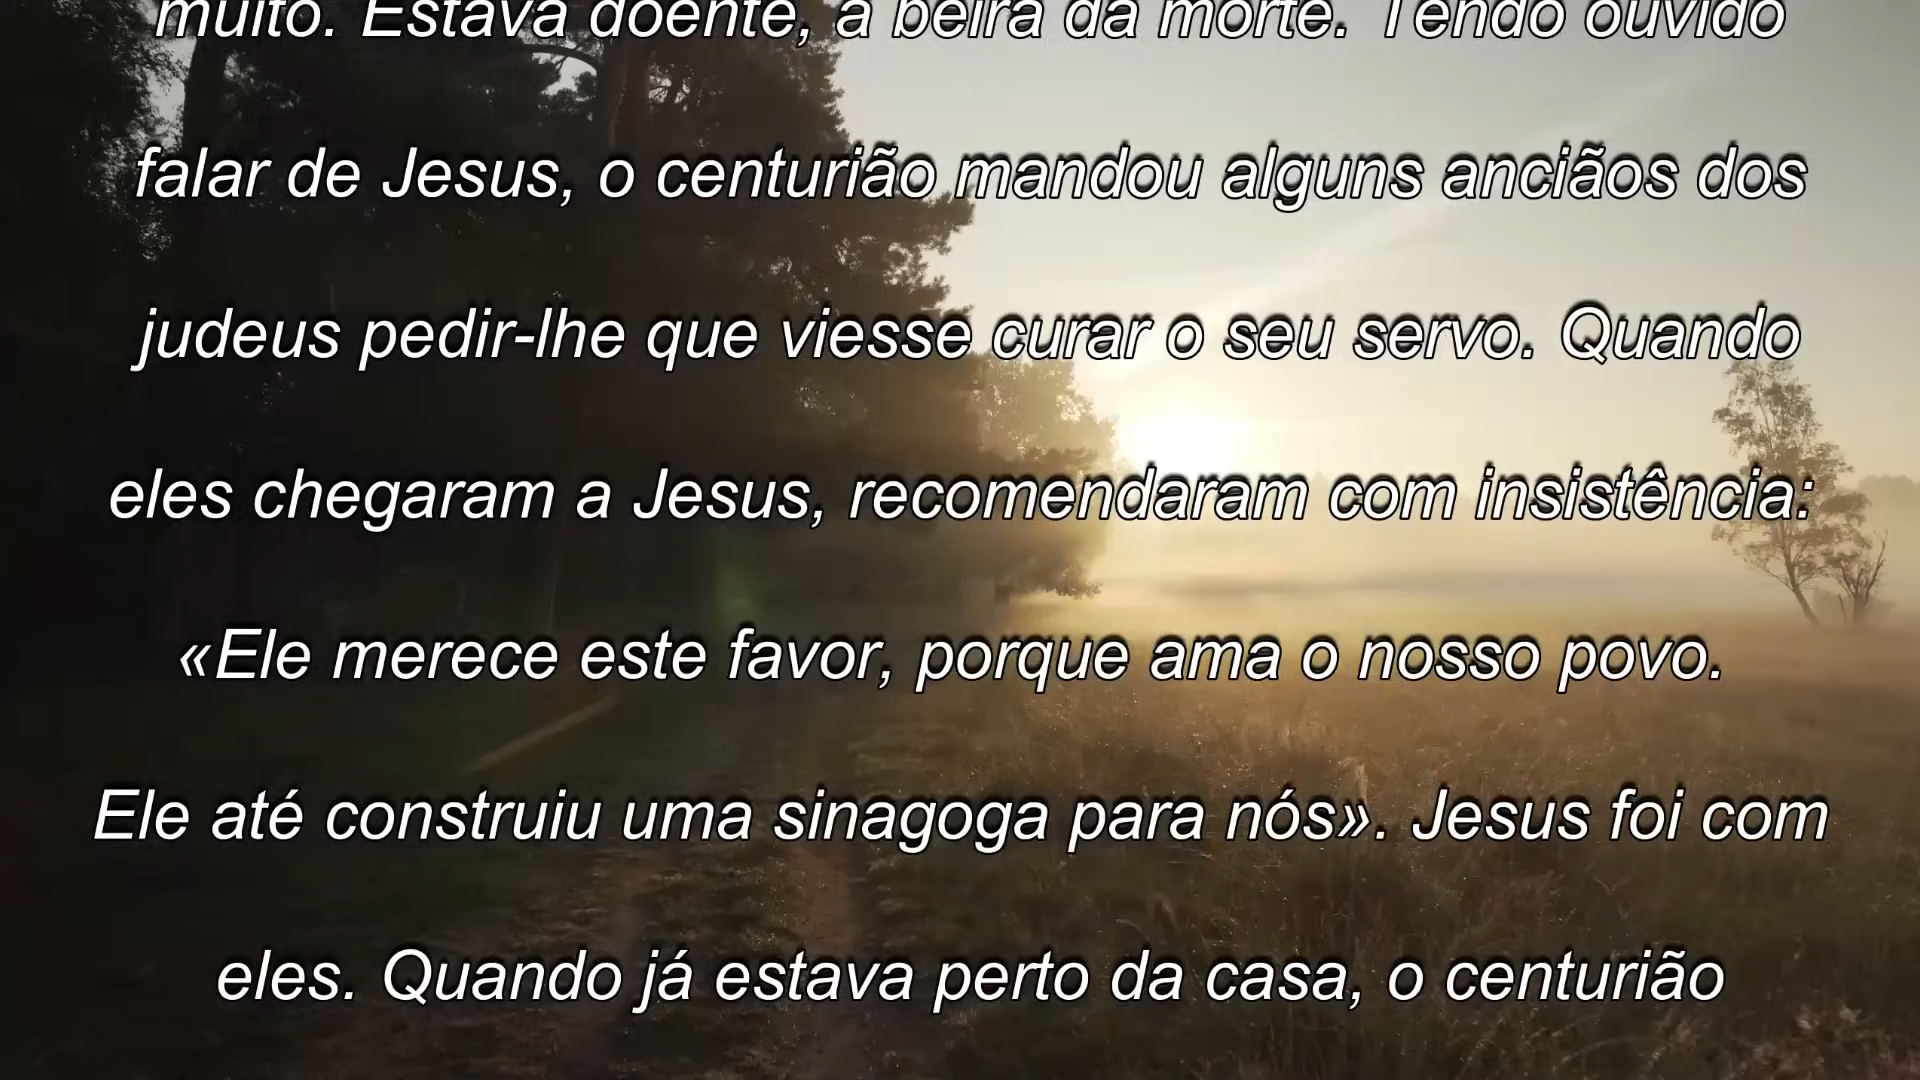 muito. Estava doente, à beira da morte. Tendo ouvido
falar de Jesus, o centurião mandou alguns anciãos dos
judeus pedir-lhe que viesse curar o seu servo. Quando
eles chegaram a Jesus, recomendaram com insistência:
«Ele merece este favor, porque ama o nosso povo.
Ele até construiu uma sinagoga para nós». Jesus foi com
eles. Quando já estava perto da casa, o centurião